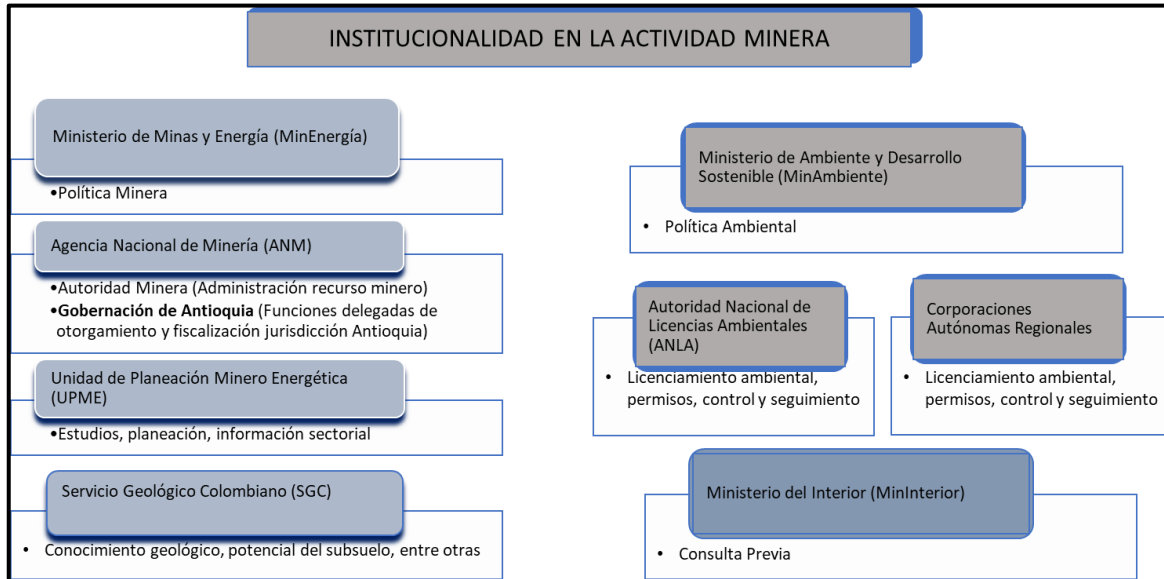 INSTITUCIONALIDAD EN LA ACTIVIDAD MINERA
Ministerio de Minas y Energía (MinEnergía)
•Política Minera
Agencia Nacional de Minería (ANM)
•Autoridad Minera (Administración recurso minero)
•Gobernación de Antioquia (Funciones delegadas de
otorgamiento y fiscalización jurisdicción Antioquia)
Unidad de Planeación Minero Energética
(UPME)
•Estudios, planeación, información sectorial
Servicio Geológico Colombiano (SGC)
• Conocimiento geológico, potencial del subsuelo, entre otras
Ministerio de Ambiente y Desarrollo
Sostenible (MinAmbiente)
• Política Ambiental
Autoridad Nacional de
Licencias Ambientales
(ANLA)
• Licenciamiento ambiental,
permisos, control y seguimiento
Corporaciones
Autónomas Regionales
• Licenciamiento ambiental,
permisos, control y seguimiento
Ministerio del Interior (MinInterior)
• Consulta Previa